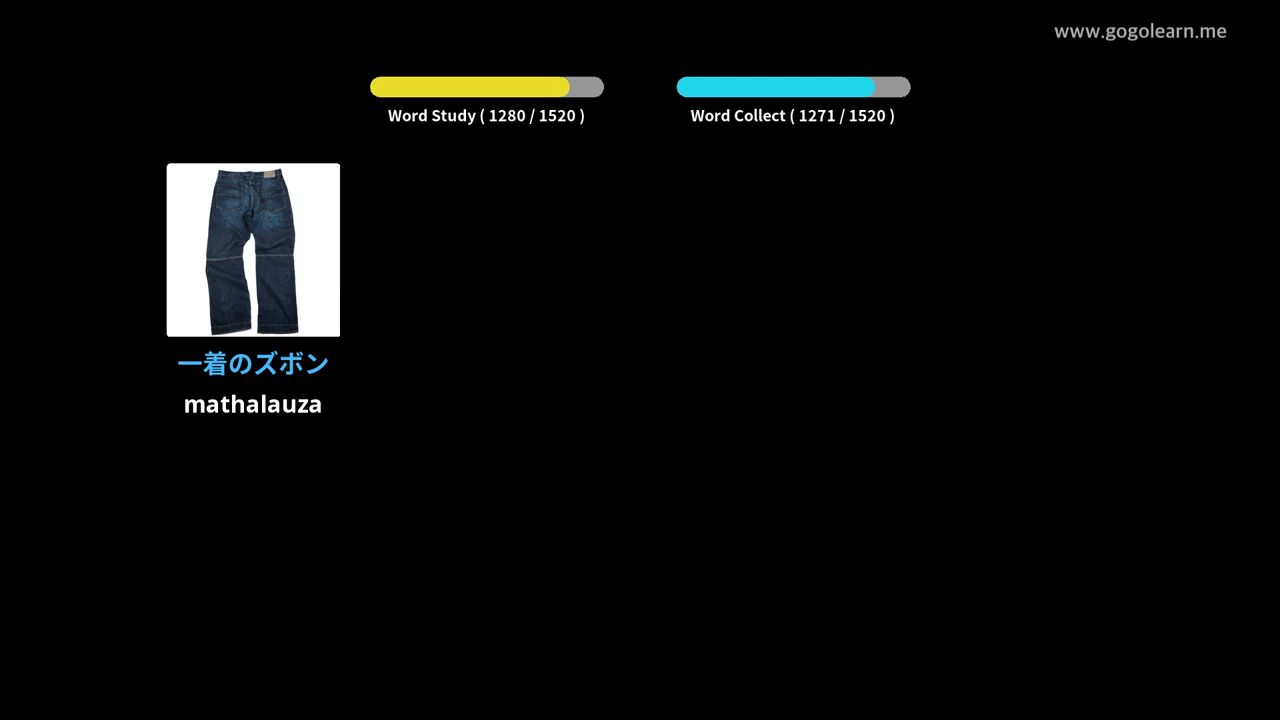 www.gogolearn.me
Word Study ( 1280 / 1520 )
Word Collect ( 1271 / 1520 )
一着のズボン
mathalauza